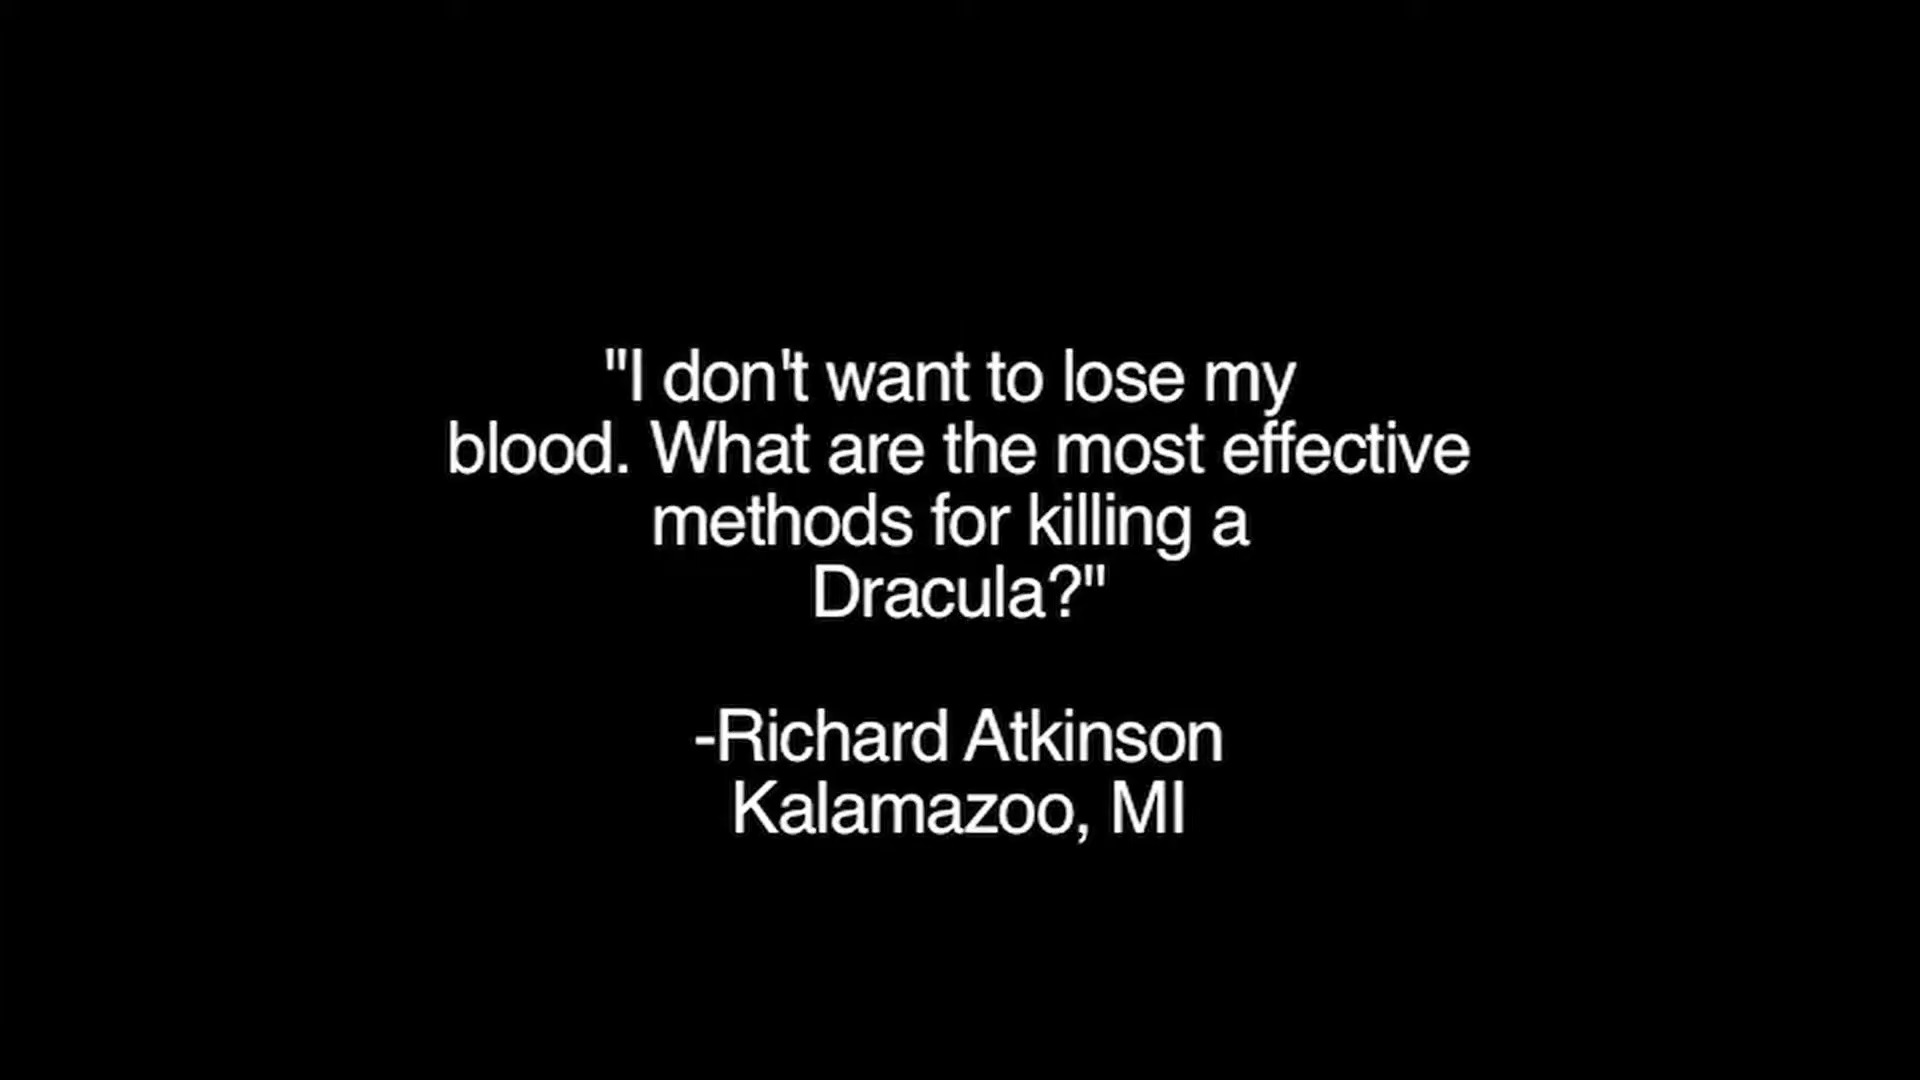 "I don't want to lose my
blood. What are the most effective
methods for killing a
Dracula?"
-Richard Atkinson
Kalamazoo, MI